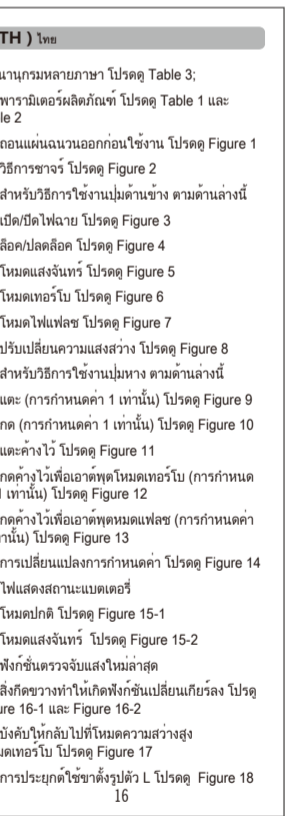 TH ) ไทย
นานุกรมหลายภาษา โปรดดู Table 3;
พารามิเตอร์ผลิตภัณฑ์ โปรดดู Table 1 และ
le 2
ถอนแผ่นฉนวนออกก่อนใช้งาน โปรดดู Figure 1
วิธีการชาจร์ โปรดดู Figure 2
สำหรับวิธีการใช้งานปุ่มด้านข้าง ตามด้านล่างนี้
เปิด/ปิดไฟฉาย โปรดดู Figure 3
ล็อค/ปลดล็อค โปรดดู Figure 4
โหมดแสงจันทร์ โปรดดู Figure 5
โหมดเทอร์โบ โปรดดู Figure 6
โหมดไฟแฟลช โปรดดู Figure 7
ปรับเปลี่ยนความแสงสว่าง โปรดดู Figure 8
สำหรับวิธีการใช้งานปุ่มหาง ตามด้านล่างนี้
แตะ (การกำหนดค่า 1 เท่านั้น) โปรดดู Figure 9
กด (การกำหนดค่า 1 เท่านั้น) โปรดดู Figure 10
แตะค้างไว้ โปรดดู Figure 11
กดค้างไว้เพื่อเอาต์พุตโหมดเทอร์โบ (การกำหนด
1 เท่านั้น) โปรดดู Figure 12
กดค้างไว้เพื่อเอาต์พุตหมดแฟลช (การกำหนดค่า
านั้น) โปรดดู Figure 13
การเปลี่ยนแปลงการกำหนดค่า โปรดดู Figure 14
ไฟแสดงสถานะแบตเตอรี่
โหมดปกติ โปรดดู Figure 15-1
โหมดแสงจันทร์ โปรดดู Figure 15-2
ฟังก์ชั่นตรวจจับแสงใหม่ล่าสุด
สิ่งกีดขวางทำให้เกิดฟังก์ชันเปลี่ยนเกียร์ลง โปรดู
ure 16-1 และ Figure 16-2
บังคับให้กลับไปที่โหมดความสว่างสูง
มดเทอร์โบ โปรดดู Figure 17
การประยุกต์ใช้ขาตั้งรูปตัว L โปรดดู Figure 18
16